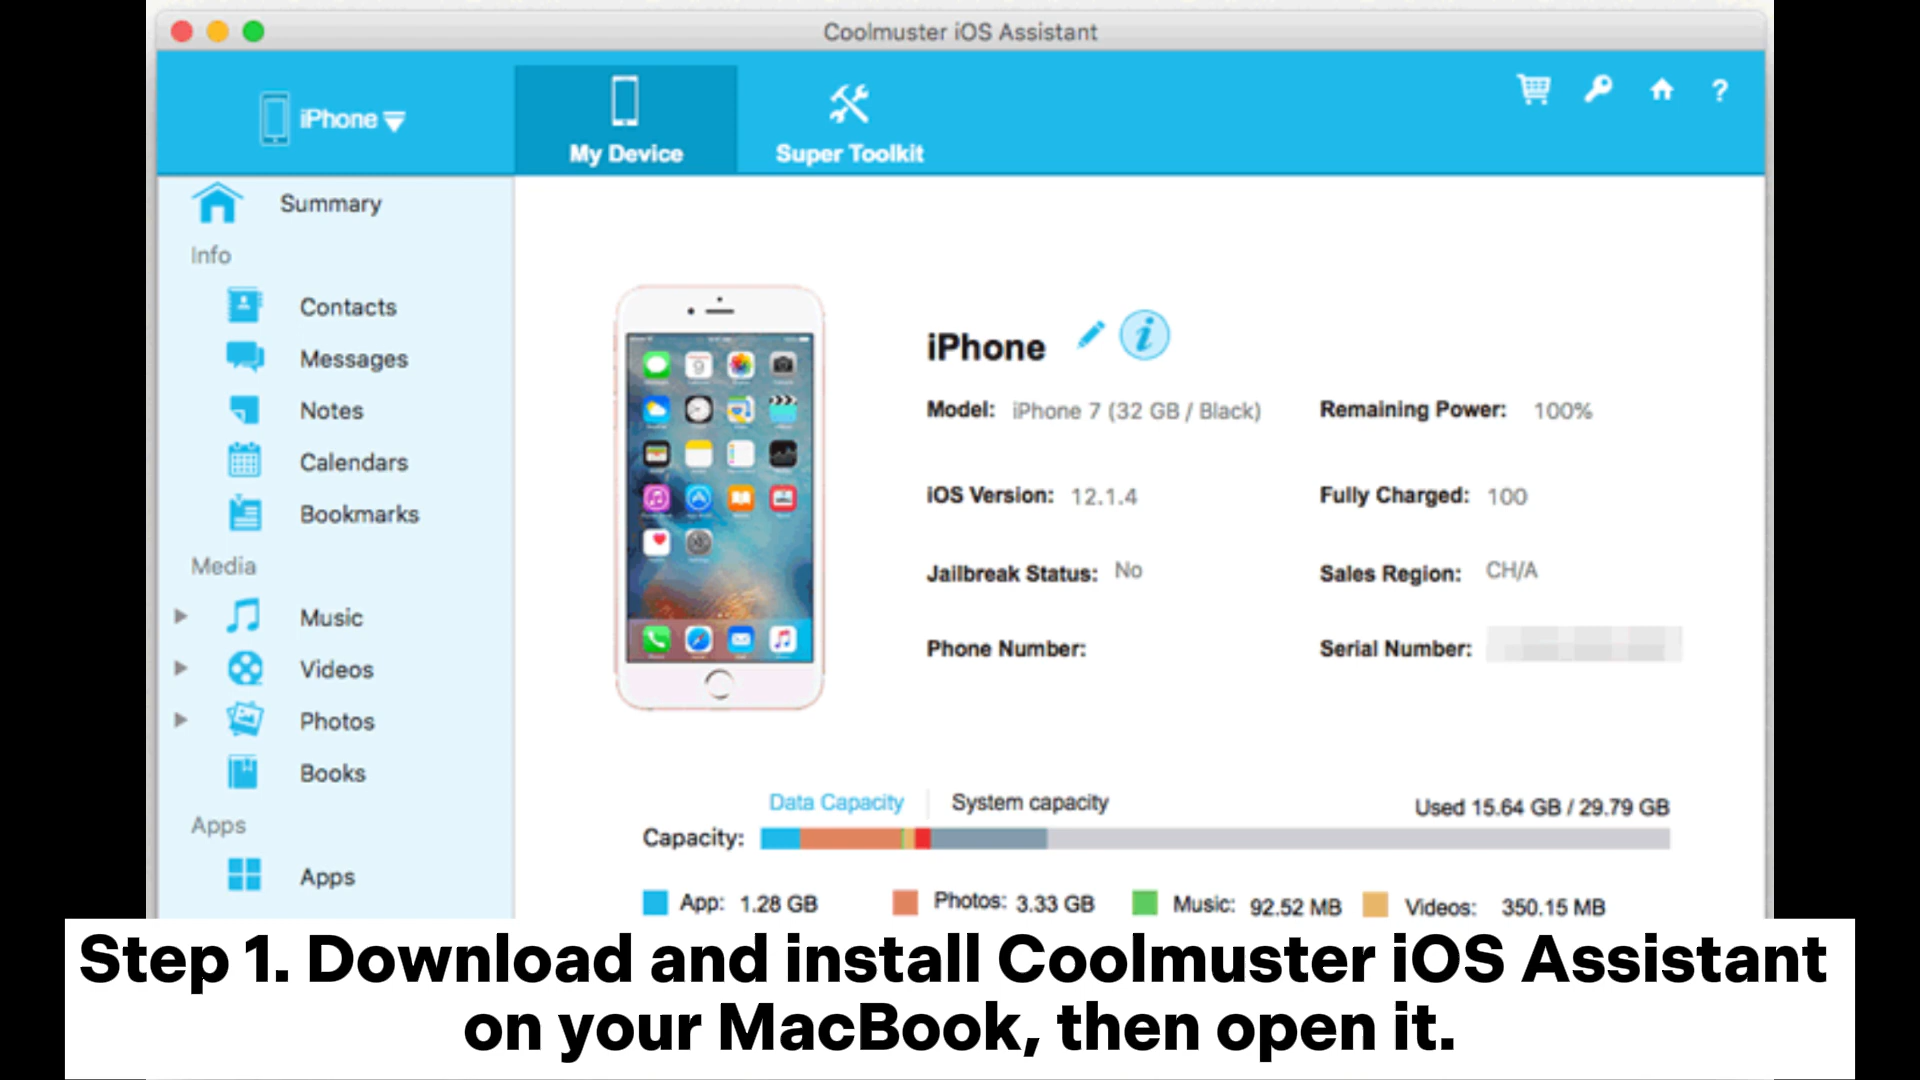 Coolmuster iOS Assistant
iPhone
My Device
Super Toolkit
?
Summary
Info
Contacts
Messages
Notes
Calendars
Bookmarks
Media
Music
Videos
Photos
Books
Apps
Apps
iPhone
i
Model: iPhone 7 (32 GB / Black)
Remaining Power: 100%
iOS Version: 12.1.4
Fully Charged: 100
Jailbreak Status: No
Sales Region: CH/A
Phone Number:
Serial Number:
Data Capacity
System capacity
Used 15.64 GB / 29.79 GB
Capacity:
App: 1.28 GB
Photos: 3.33 GB
Music: 92.52 MB
Videos: 350.15 MB
Step 1. Download and install Coolmuster iOS Assistant
on your MacBook, then open it.